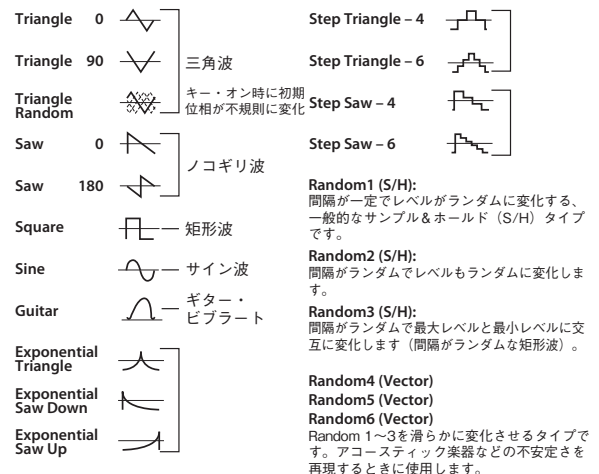 Triangle 0
Triangle 90
三角波
Triangle
Random
キー・オン時に初期
位相が不規則に変化
Saw 0
Saw 180
ノコギリ波
Square
矩形波
Sine
サイン波
Guitar
ギター・
ビブラート
Exponential
Triangle
Exponential
Saw Down
Exponential
Saw Up
Step Triangle – 4
Step Triangle – 6
Step Saw – 4
Step Saw – 6
Random1 (S/H):
間隔が一定でレベルがランダムに変化する、
一般的なサンプル＆ホールド（S/H）タイプ
です。
Random2 (S/H):
間隔がランダムでレベルもランダムに変化しま
す。
Random3 (S/H):
間隔がランダムで最大レベルと最小レベルに交
互に変化します（間隔がランダムな矩形波）。
Random4 (Vector)
Random5 (Vector)
Random6 (Vector)
Random 1〜3を滑らかに変化させるタイプで
す。アコースティック楽器などの不安定さを
再現するときに使用します。